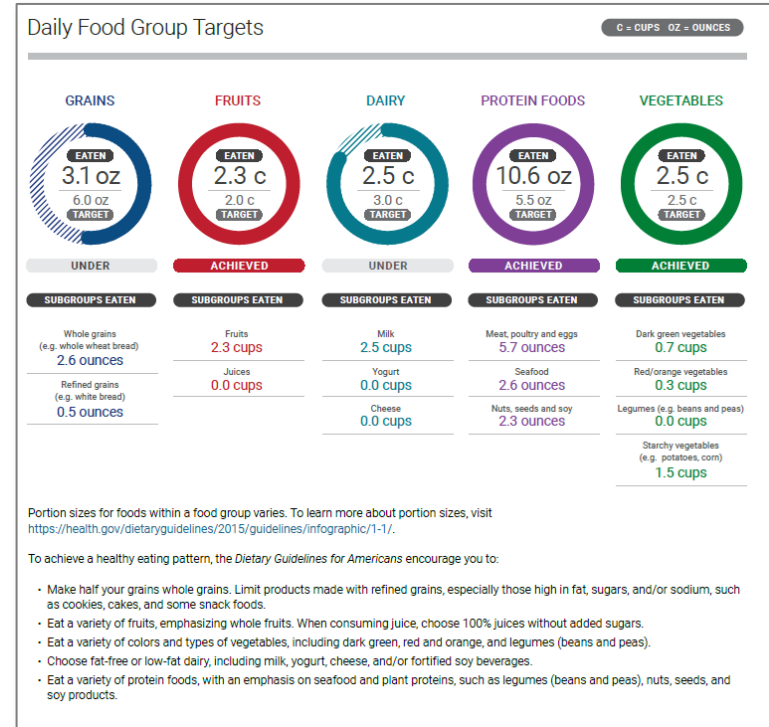 Daily Food Group Targets
C = CUPS OZ = OUNCES
GRAINS
FRUITS
DAIRY
PROTEIN FOODS
VEGETABLES
EATEN
3.1 oz
6.0 oz
TARGET
EATEN
2.3 c
2.0 c
TARGET
EATEN
2.5 c
3.0 c
TARGET
EATEN
10.6 oz
5.5 oz
TARGET
EATEN
2.5 c
2.5 c
TARGET
UNDER
ACHIEVED
UNDER
ACHIEVED
ACHIEVED
SUBGROUPS EATEN
SUBGROUPS EATEN
SUBGROUPS EATEN
SUBGROUPS EATEN
SUBGROUPS EATEN
Whole grains
(e.g. whole wheat bread)
2.6 ounces
Refined grains
(e.g. white bread)
0.5 ounces
Fruits
2.3 cups
Juices
0.0 cups
Milk
2.5 cups
Yogurt
0.0 cups
Cheese
0.0 cups
Meat, poultry and eggs
5.7 ounces
Seafood
2.6 ounces
Nuts, seeds and soy
2.3 ounces
Dark green vegetables
0.7 cups
Red/orange vegetables
0.3 cups
Legumes (e.g. beans and peas)
0.0 cups
Starchy vegetables
(e.g. potatoes, corn)
1.5 cups
Portion sizes for foods within a food group varies. To learn more about portion sizes, visit
https://health.gov/dietaryguidelines/2015/guidelines/infographic/1-1/.
To achieve a healthy eating pattern, the Dietary Guidelines for Americans encourage you to:
• Make half your grains whole grains. Limit products made with refined grains, especially those high in fat, sugars, and/or sodium, such
as cookies, cakes, and some snack foods.
• Eat a variety of fruits, emphasizing whole fruits. When consuming juice, choose 100% juices without added sugars.
• Eat a variety of colors and types of vegetables, including dark green, red and orange, and legumes (beans and peas).
• Choose fat-free or low-fat dairy, including milk, yogurt, cheese, and/or fortified soy beverages.
• Eat a variety of protein foods, with an emphasis on seafood and plant proteins, such as legumes (beans and peas), nuts, seeds, and
soy products.